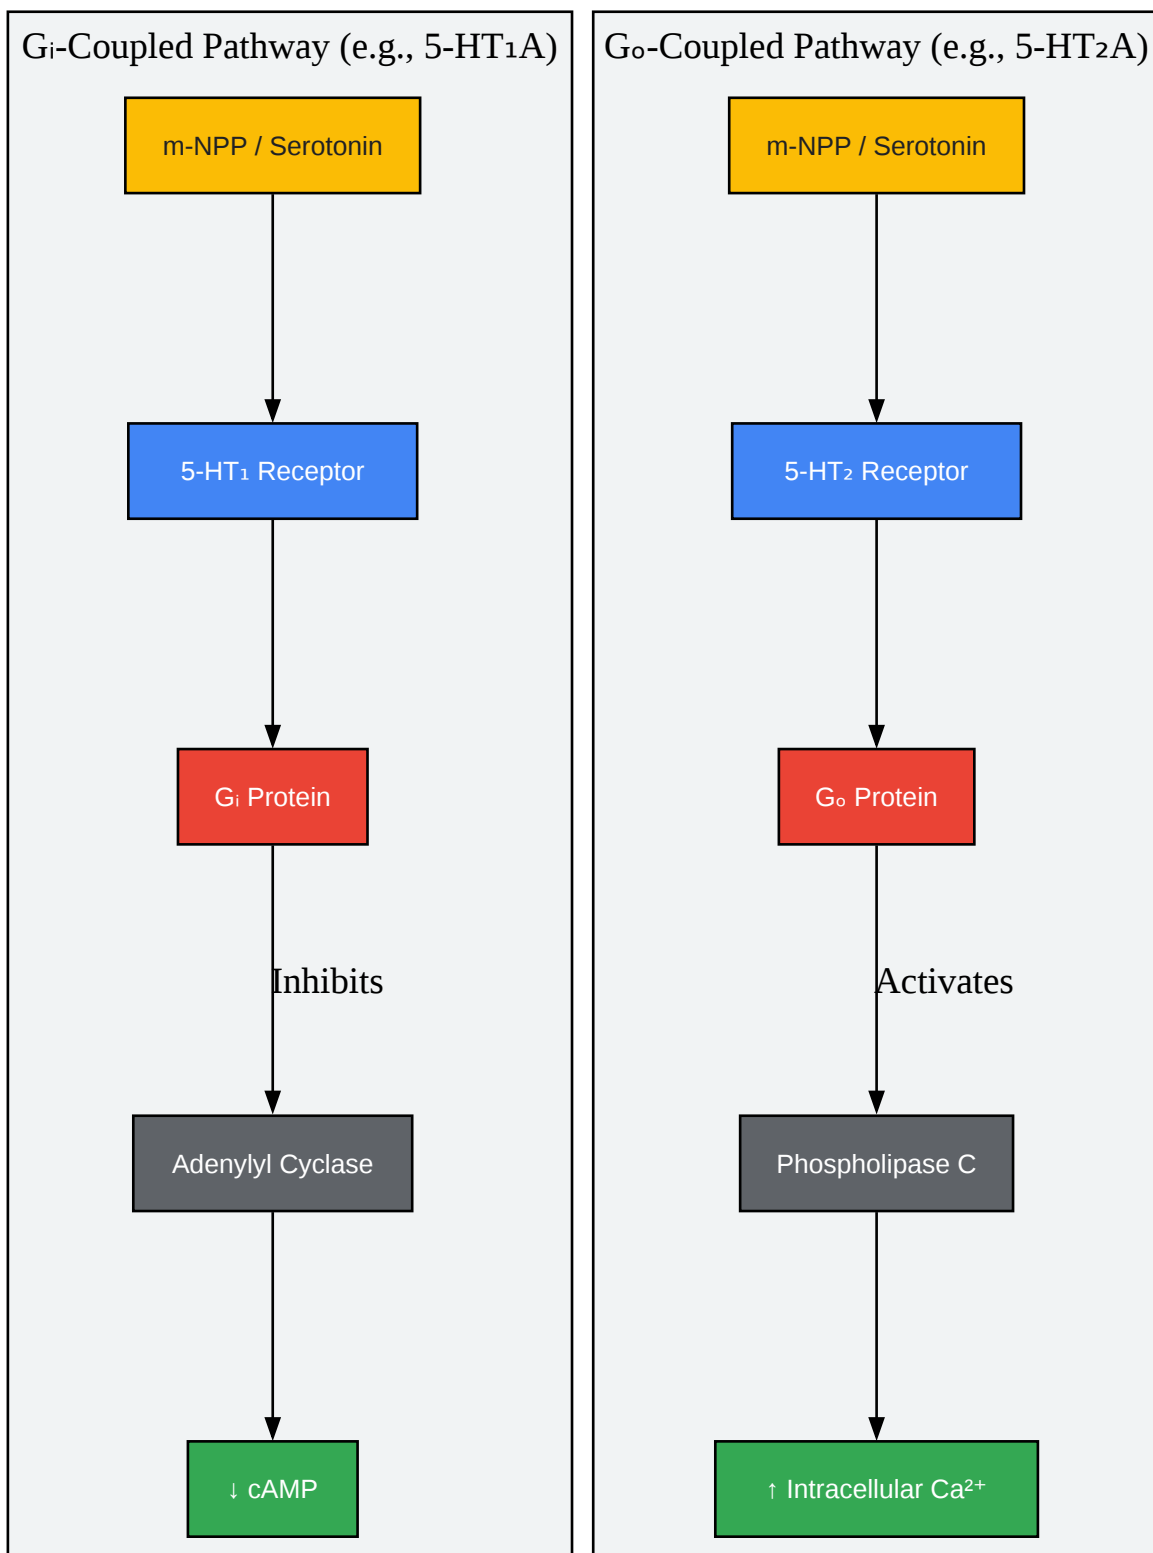 Gᵢ-Coupled Pathway (e.g., 5-HT₁A)
m-NPP / Serotonin
5-HT₁ Receptor
Gᵢ Protein
Inhibits
Adenylyl Cyclase
↓ cAMP
Gₒ-Coupled Pathway (e.g., 5-HT₂A)
m-NPP / Serotonin
5-HT₂ Receptor
Gₒ Protein
Activates
Phospholipase C
↑ Intracellular Ca²⁺